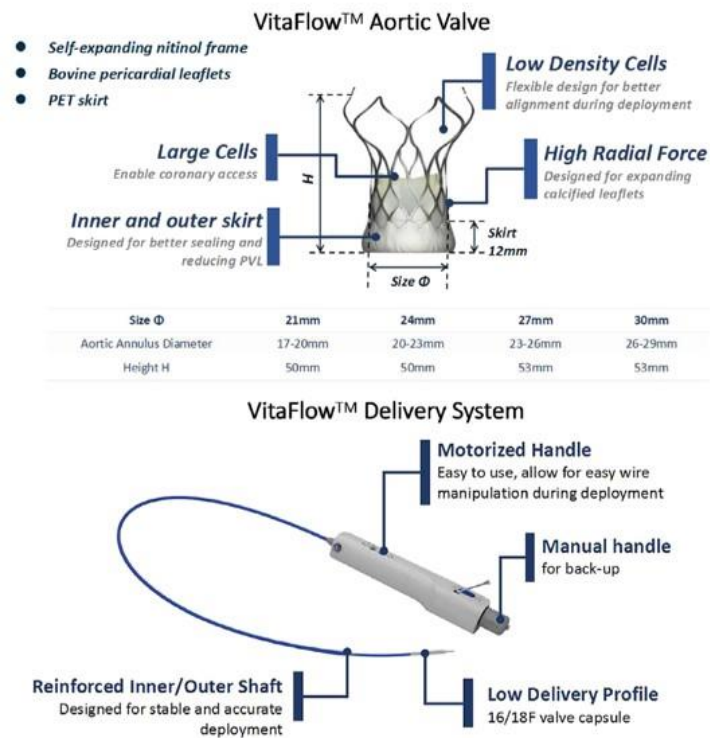 VitaFlow™ Aortic Valve
Self-expanding nitinol frame
Bovine pericardial leaflets
PET skirt
Low Density Cells
Flexible design for better
alignment during deployment
Large Cells
Enable coronary access
H
High Radial Force
Designed for expanding
calcified leaflets
Inner and outer skirt
Designed for better sealing and
reducing PVL
Skirt
12mm
Size Φ
Size Φ 21mm 24mm 27mm 30mm
Aortic Annulus Diameter 17-20mm 20-23mm 23-26mm 26-29mm
Height H 50mm 50mm 53mm 53mm
VitaFlow™ Delivery System
Motorized Handle
Easy to use, allow for easy wire
manipulation during deployment
Manual handle
for back-up
Reinforced Inner/Outer Shaft
Designed for stable and accurate
deployment
Low Delivery Profile
16/18F valve capsule